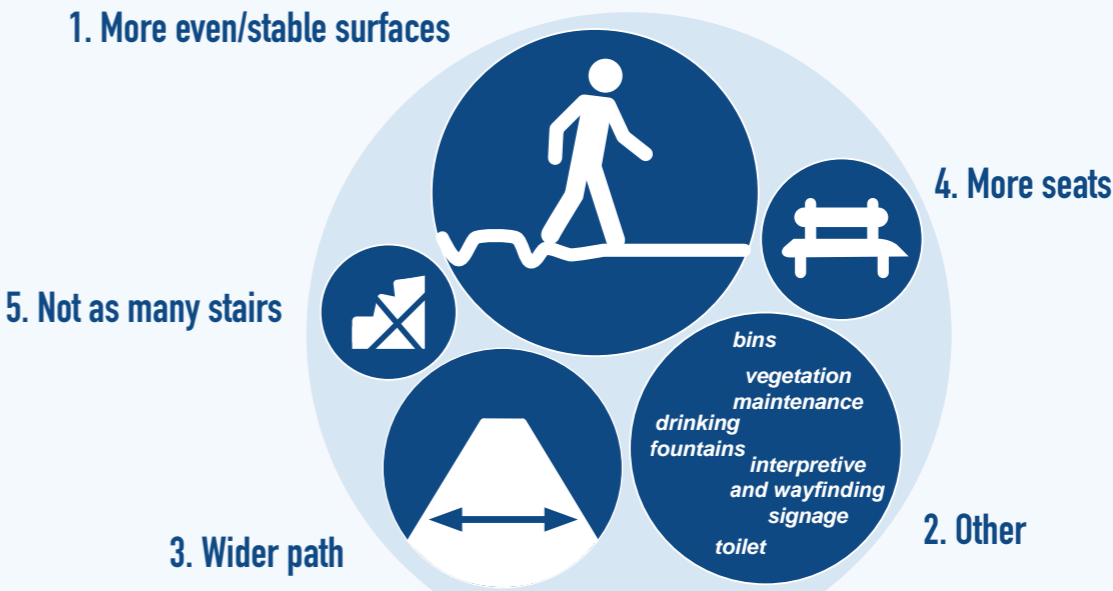 1. More even/stable surfaces
4. More seats
5. Not as many stairs
bins
vegetation
maintenance
drinking
fountains
interpretive
and wayfinding
signage
toilet
2. Other
3. Wider path